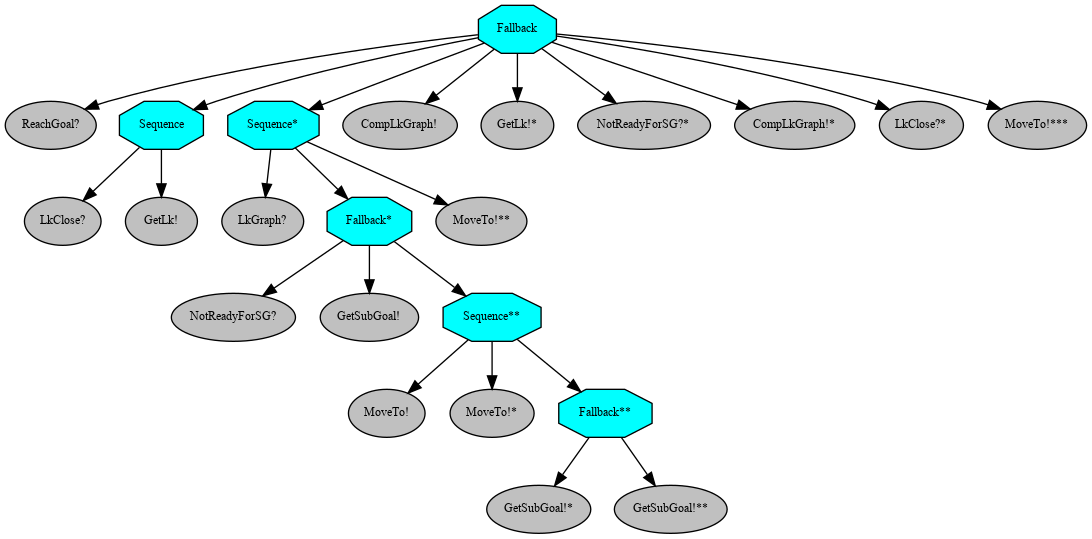 Fallback
ReachGoal?
Sequence
Sequence*
CompLkGraph!
GetLk!*
NotReadyForSG?*
CompLkGraph!*
LkClose?*
MoveTo!***
LkClose?
GetLk!
LkGraph?
Fallback*
MoveTo!**
NotReadyForSG?
GetSubGoal!
Sequence**
MoveTo!
MoveTo!*
Fallback**
GetSubGoal!*
GetSubGoal!**